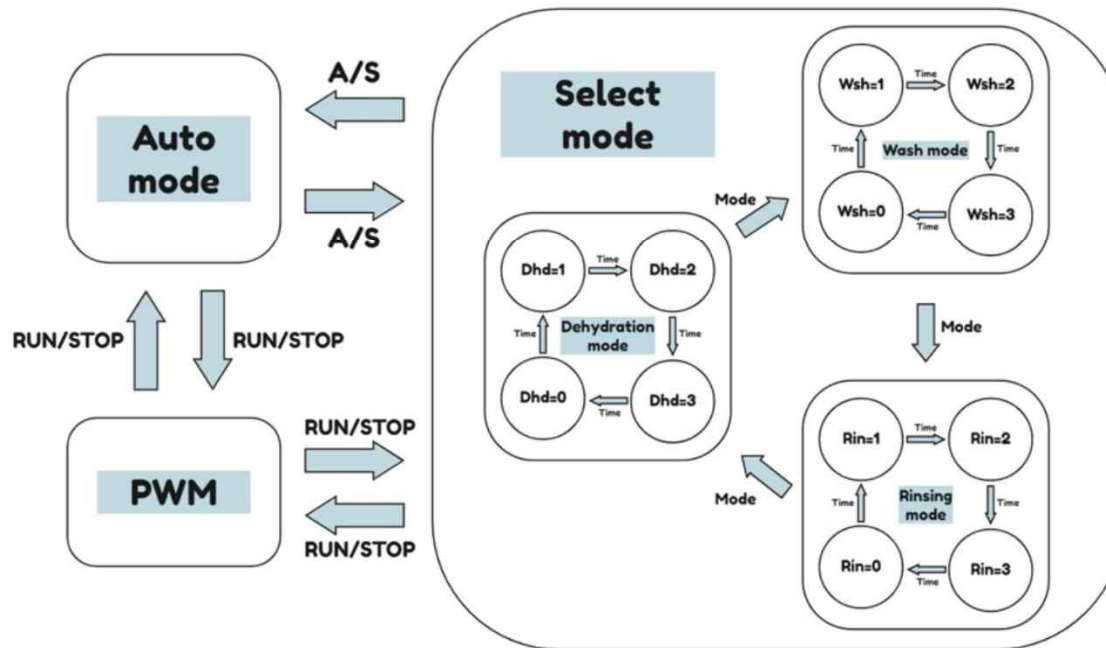 Auto
mode
A/S
A/S
RUN/STOP
RUN/STOP
PWM
RUN/STOP
RUN/STOP
Select
mode
Dhd=1
Time
Dhd=2
Time
Dehydration
mode
Time
Dhd=0
Time
Dhd=3
Mode
Wsh=1
Time
Wsh=2
Time
Wash mode
Time
Wsh=0
Time
Wsh=3
Mode
Rin=1
Time
Rin=2
Time
Rinsing
mode
Time
Rin=0
Time
Rin=3
Mode